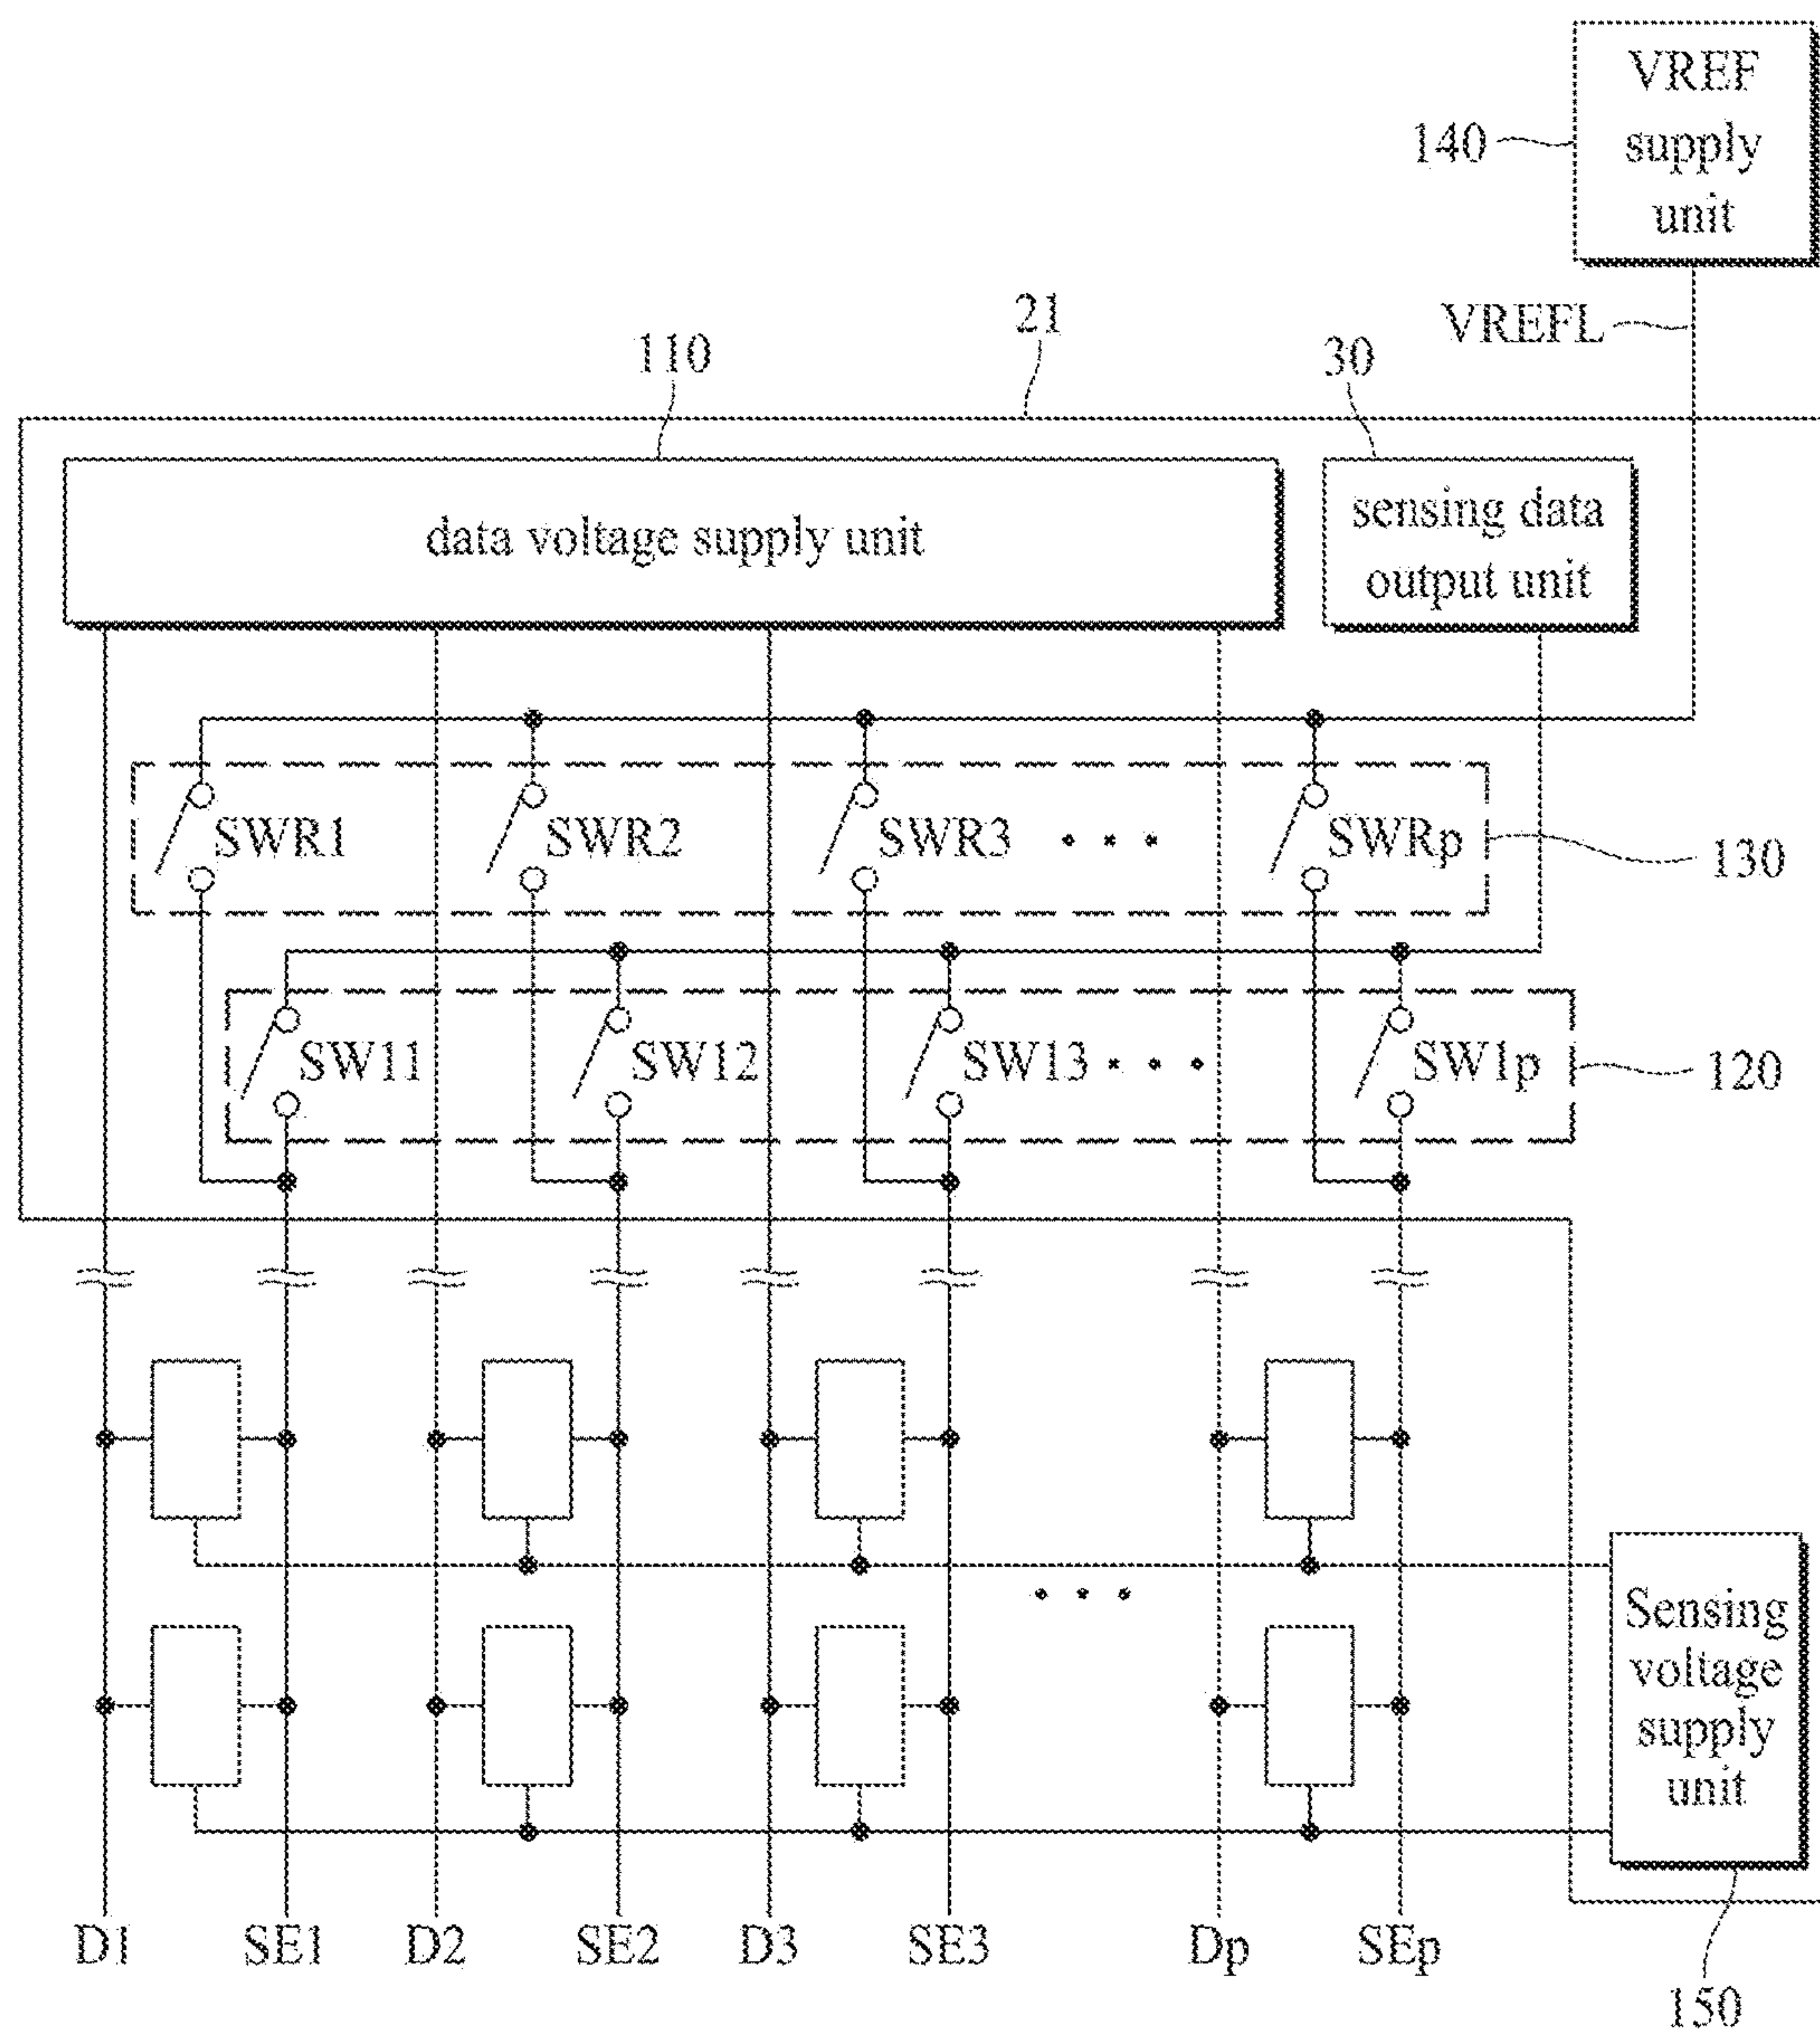 VREF
supply
unit
140
VREFL
21
110
30
data voltage supply unit
sensing data
output unit
SWR1
SWR2
SWR3
SWRp
130
SW11
SW12
SW13
SW1p
120
Sensing
voltage
supply
unit
D1
SE1
D2
SE2
D3
SE3
Dp
SEp
150